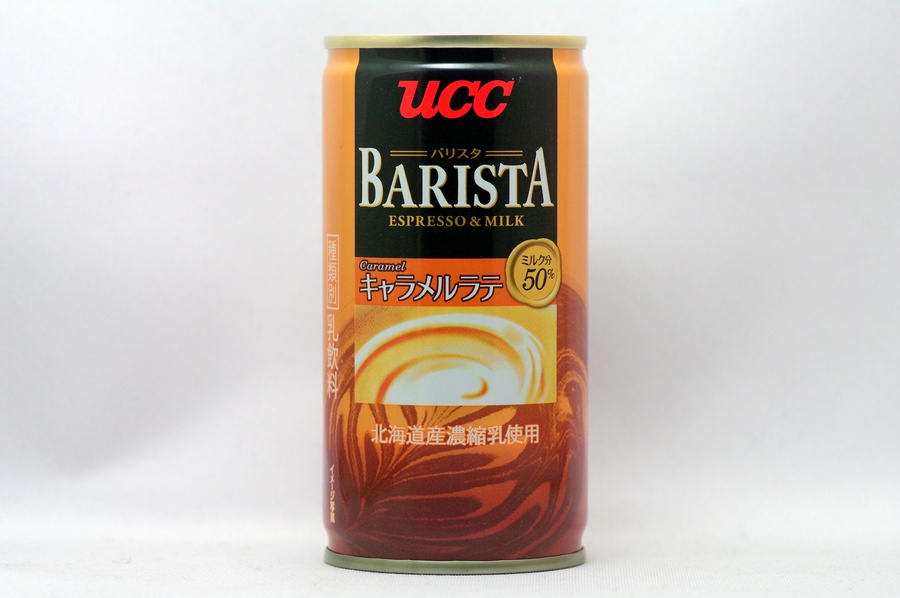 UCC
バリスタ
BARISTA
ESPRESSO & MILK
Caramel
キャラメルラテ
ミルク分
50%
北海道産濃縮乳使用
種類別 乳飲料
イメージ写真